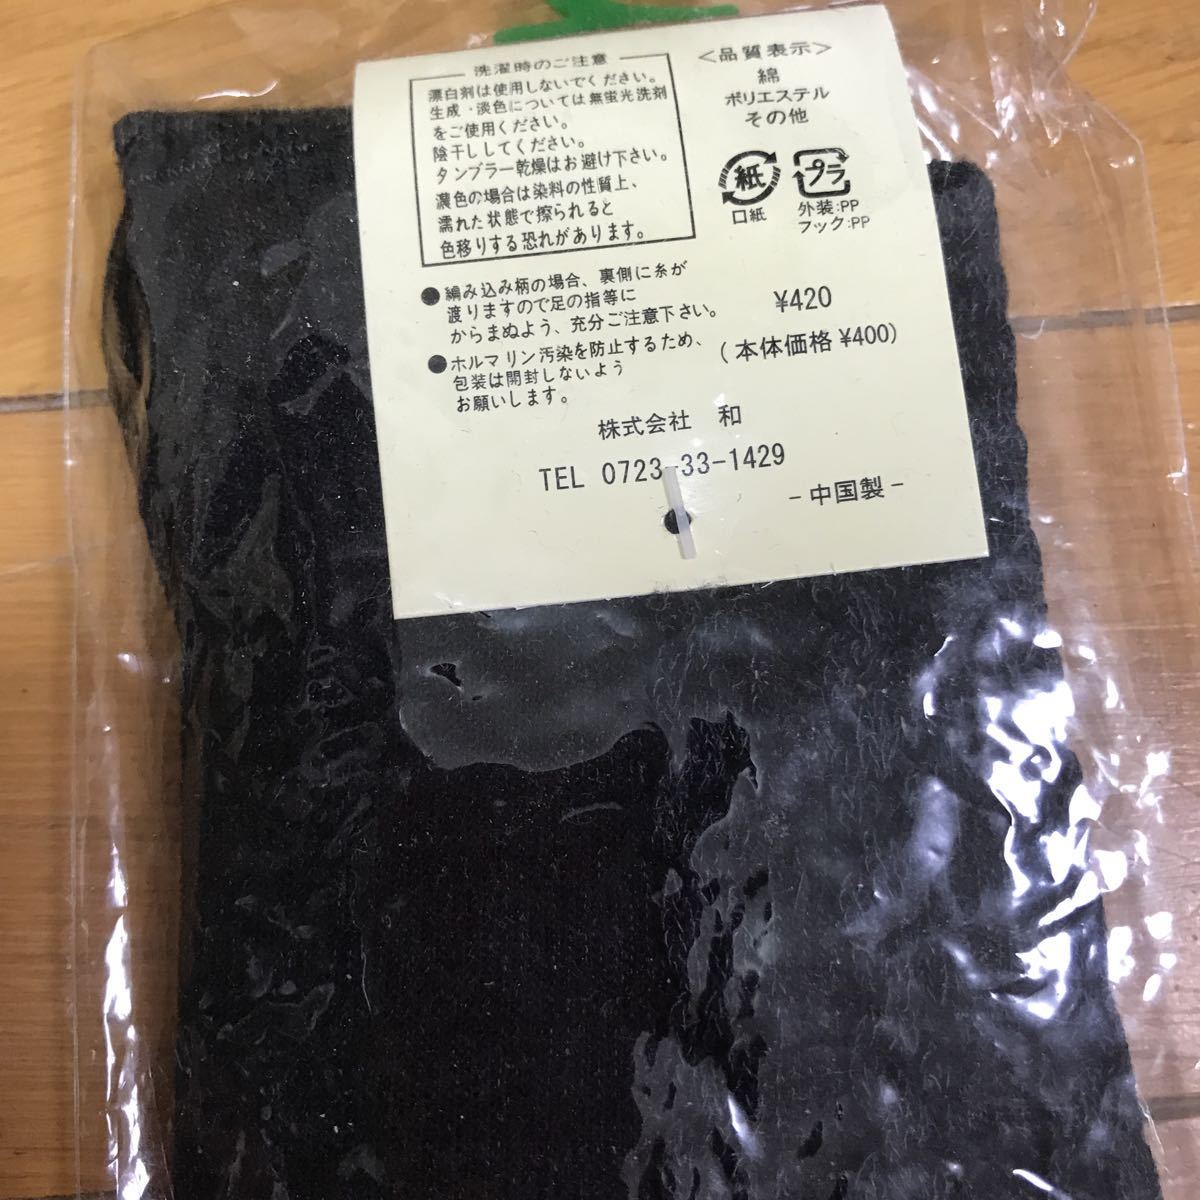 洗濯時のご注意
漂白剤は使用しないでください。
生成・淡色については無蛍光洗剤
をご使用ください。
陰干ししてください。
タンブラー乾燥はお避け下さい。
濃色の場合は染料の性質上、
濡れた状態で擦られると
色移りする恐れがあります。
●編み込み柄の場合、裏側に糸が
渡りますので足の指等に
からまぬよう、充分ご注意下さい。
●ホルマリン汚染を防止するため、
包装は開封しないよう
お願いします。
<品質表示>
綿
ポリエステル
その他
紙
口紙
プラ
外装:PP
フック:PP
¥420
(本体価格¥400)
株式会社 和
TEL 0723-33-1429
-中国製-